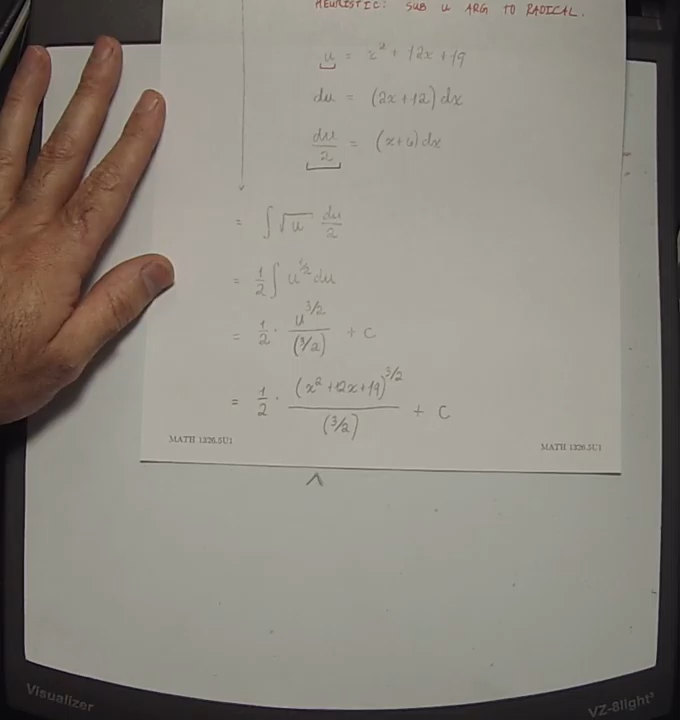 HEURISTIC: SUB U ARG TO RADICAL.
u = x² + 12x + 19
du = (2x+12) dx
du/2 = (x+6) dx
= ∫ √u du/2
= 1/2 ∫ u^1/2 du
= 1/2 · u^3/2 / (3/2) + C
= 1/2 · (x² + 12x + 19)^3/2 / (3/2) + C
MATH 1326.5U1 MATH 1326.5U1
^
Visualizer VZ-8light³